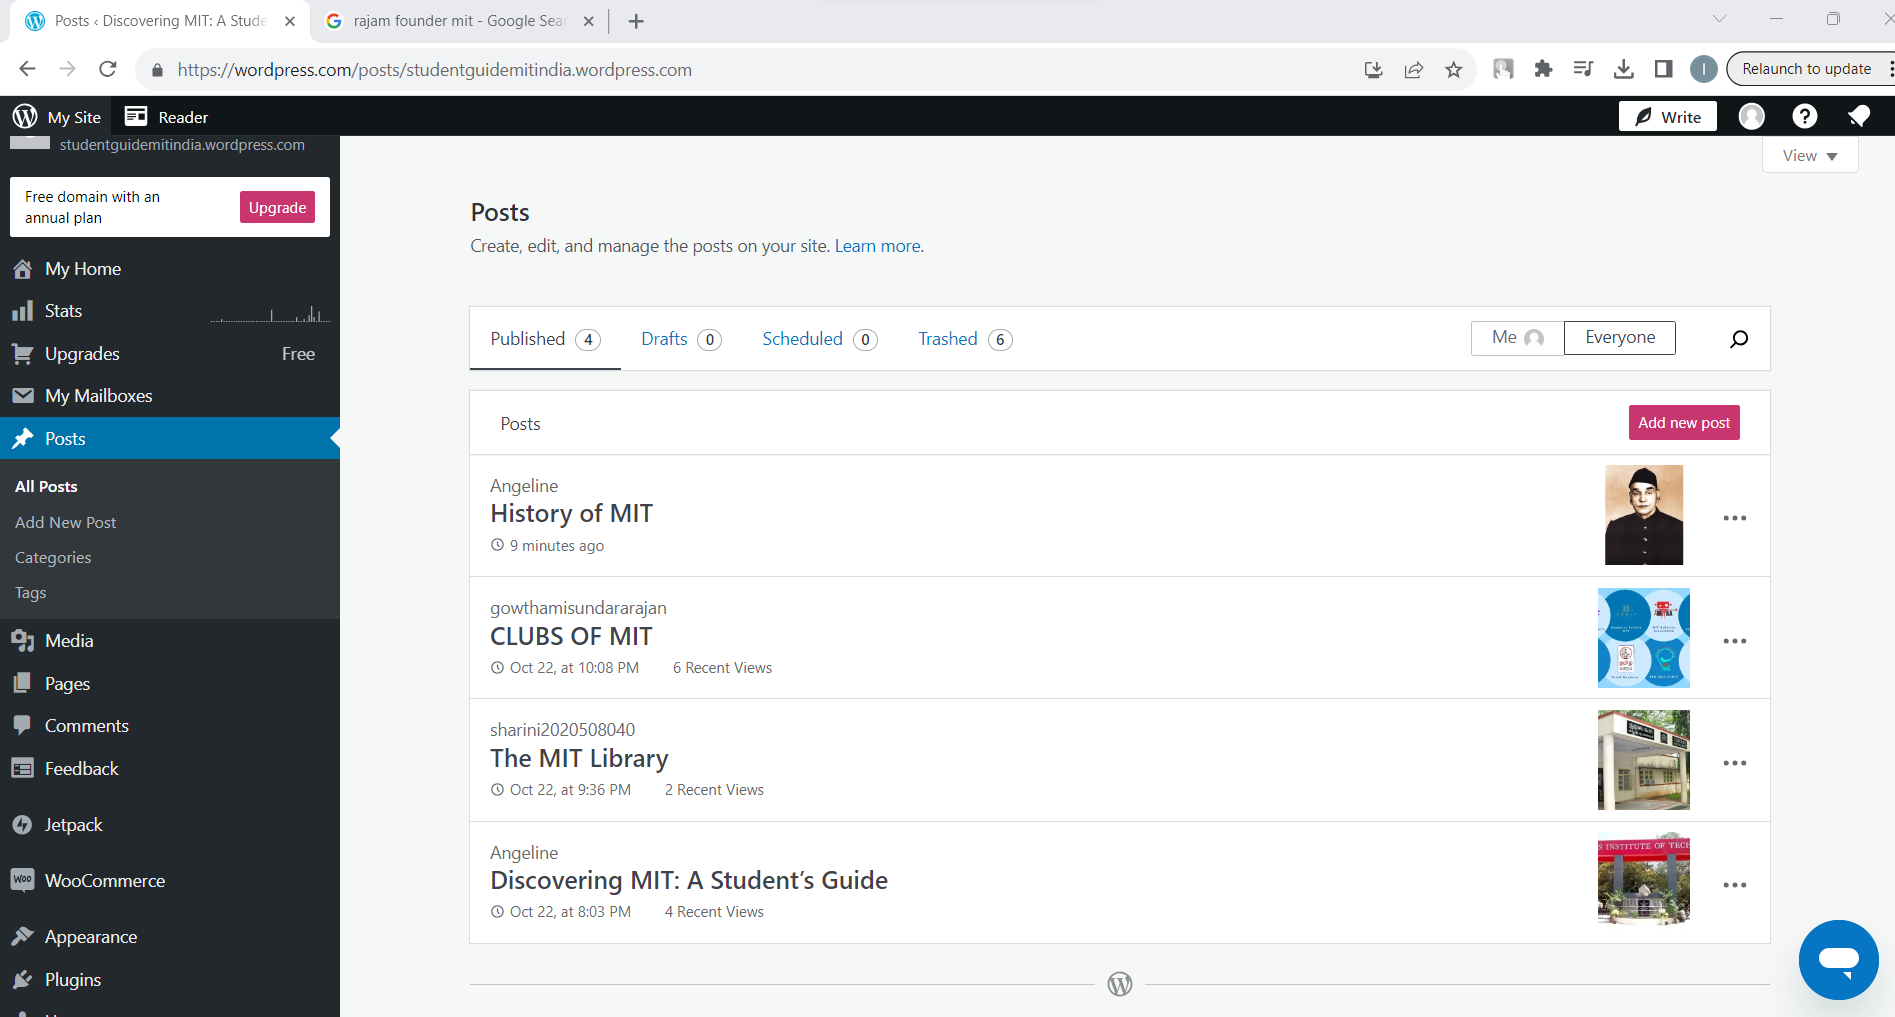 Posts ‹ Discovering MIT: A Stude
rajam founder mit - Google Sear
https://wordpress.com/posts/studentguidemitindia.wordpress.com
I
Relaunch to update
My Site
Reader
Write
studentguidemitindia.wordpress.com
View
Free domain with an
annual plan
Upgrade
My Home
Stats
Upgrades
Free
My Mailboxes
Posts
All Posts
Add New Post
Categories
Tags
Media
Pages
Comments
Feedback
Jetpack
WooCommerce
Appearance
Plugins
Posts
Create, edit, and manage the posts on your site. Learn more.
Published 4
Drafts 0
Scheduled 0
Trashed 6
Me
Everyone
Posts
Add new post
Angeline
History of MIT
9 minutes ago
gowthamisundararajan
CLUBS OF MIT
Oct 22, at 10:08 PM
6 Recent Views
sharini2020508040
The MIT Library
Oct 22, at 9:36 PM
2 Recent Views
Angeline
Discovering MIT: A Student’s Guide
Oct 22, at 8:03 PM
4 Recent Views
S INSTITUTE OF TECH